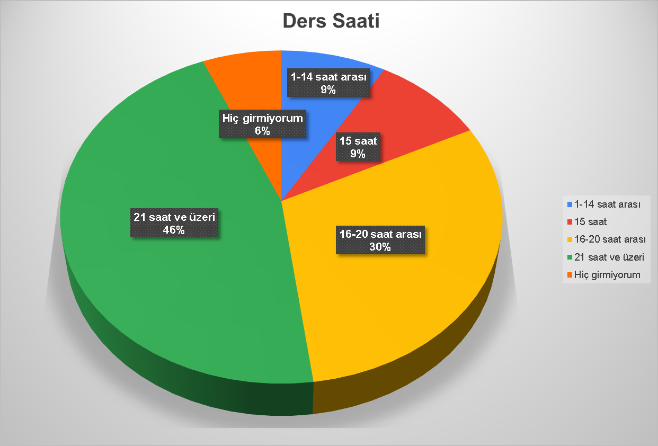 Ders Saati
1-14 saat arası
9%
Hiç girmiyorum
6%
15 saat
9%
21 saat ve üzeri
46%
16-20 saat arası
30%
1-14 saat arası
15 saat
16-20 saat arası
21 saat ve üzeri
Hiç girmiyorum